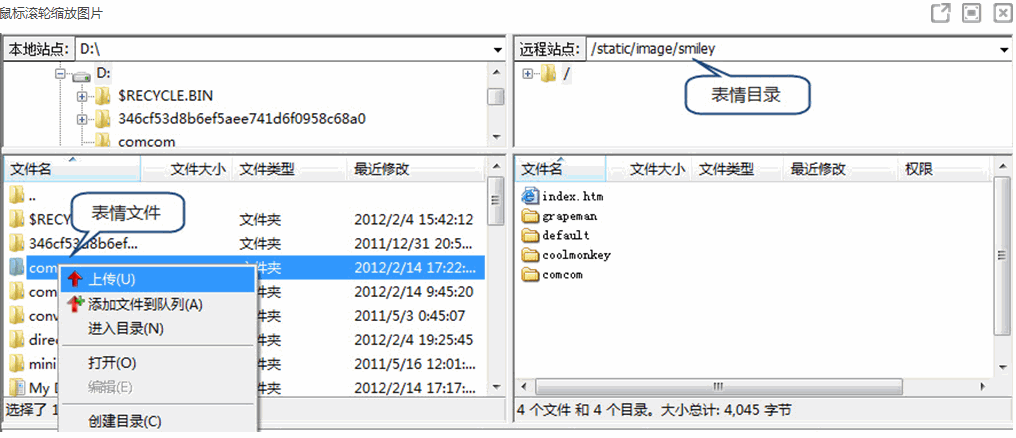 鼠标滚轮缩放图片
本地站点: D:\
D:
$RECYCLE.BIN
346cf53d8b6ef5aee741d6f0958c68a0
comcom
远程站点: /static/image/smiley
/
表情目录
文件名 文件大小 文件类型 最近修改
..
表情文件
$RECY 文件夹 2012/2/4 15:42:12
346cf53d8b6ef... 文件夹 2011/12/31 20:5...
com 文件夹 2012/2/14 17:22:...
com 件夹 2012/2/14 9:45:20
conv 件夹 2011/5/3 0:45:07
direc 件夹 2012/2/4 19:25:45
mini 件夹 2011/5/16 12:01:...
My D 件夹 2012/2/14 17:17:...
选择了 1
上传(U)
添加文件到队列(A)
进入目录(N)
打开(O)
编辑(E)
创建目录(C)
文件名 文件大小 文件类型 最近修改 权限
index.htm
grapeman
default
coolmonkey
comcom
4 个文件 和 4 个目录。大小总计: 4,045 字节